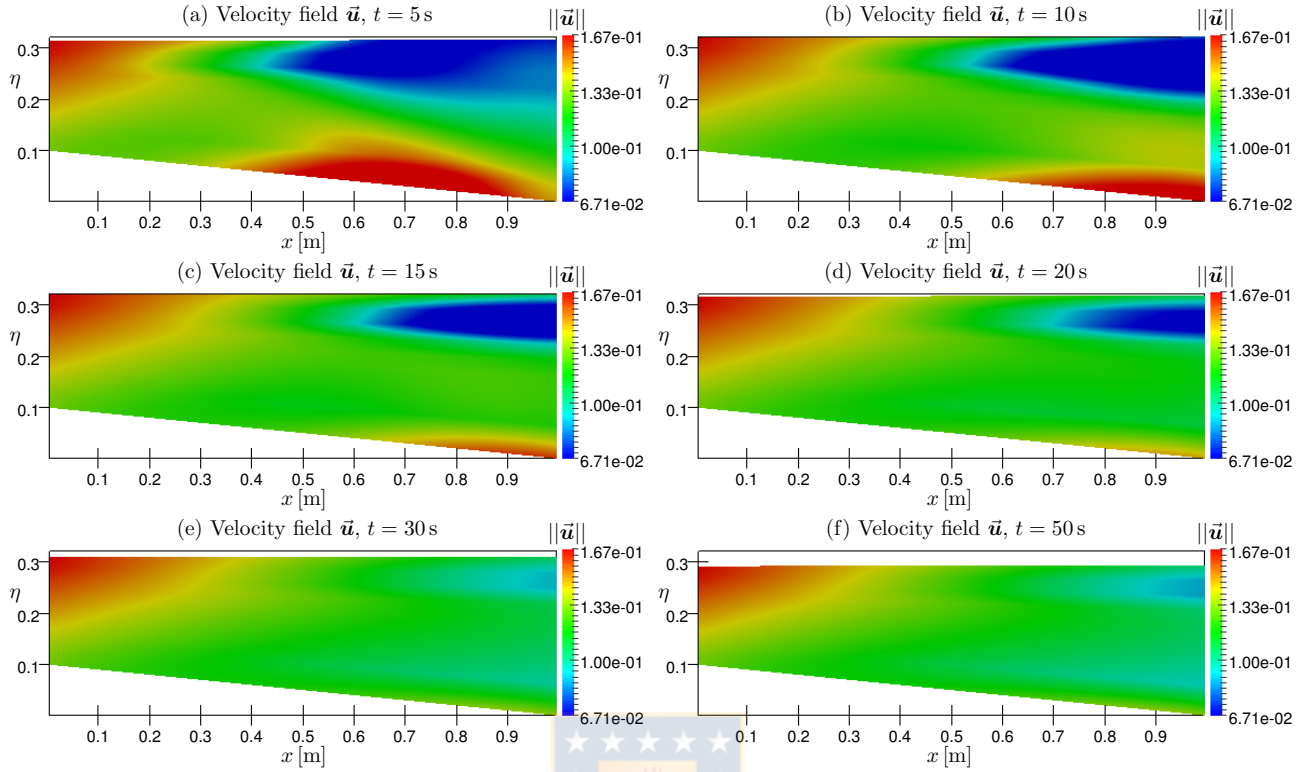 (a) Velocity field u⃗, t = 5 s
||u⃗||
η
0.3
0.2
0.1
0.1 0.2 0.3 0.4 0.5 0.6 0.7 0.8 0.9
x [m]
1.67e-01
1.33e-01
1.00e-01
6.71e-02
(b) Velocity field u⃗, t = 10 s
||u⃗||
η
0.3
0.2
0.1
0.1 0.2 0.3 0.4 0.5 0.6 0.7 0.8 0.9
x [m]
1.67e-01
1.33e-01
1.00e-01
6.71e-02
(c) Velocity field u⃗, t = 15 s
||u⃗||
η
0.3
0.2
0.1
0.1 0.2 0.3 0.4 0.5 0.6 0.7 0.8 0.9
x [m]
1.67e-01
1.33e-01
1.00e-01
6.71e-02
(d) Velocity field u⃗, t = 20 s
||u⃗||
η
0.3
0.2
0.1
0.1 0.2 0.3 0.4 0.5 0.6 0.7 0.8 0.9
x [m]
1.67e-01
1.33e-01
1.00e-01
6.71e-02
(e) Velocity field u⃗, t = 30 s
||u⃗||
η
0.3
0.2
0.1
0.1 0.2 0.3 0.4 0.5 0.6 0.7 0.8 0.9
x [m]
1.67e-01
1.33e-01
1.00e-01
6.71e-02
(f) Velocity field u⃗, t = 50 s
||u⃗||
η
0.3
0.2
0.1
0.1 0.2 0.3 0.4 0.5 0.6 0.7 0.8 0.9
x [m]
1.67e-01
1.33e-01
1.00e-01
6.71e-02